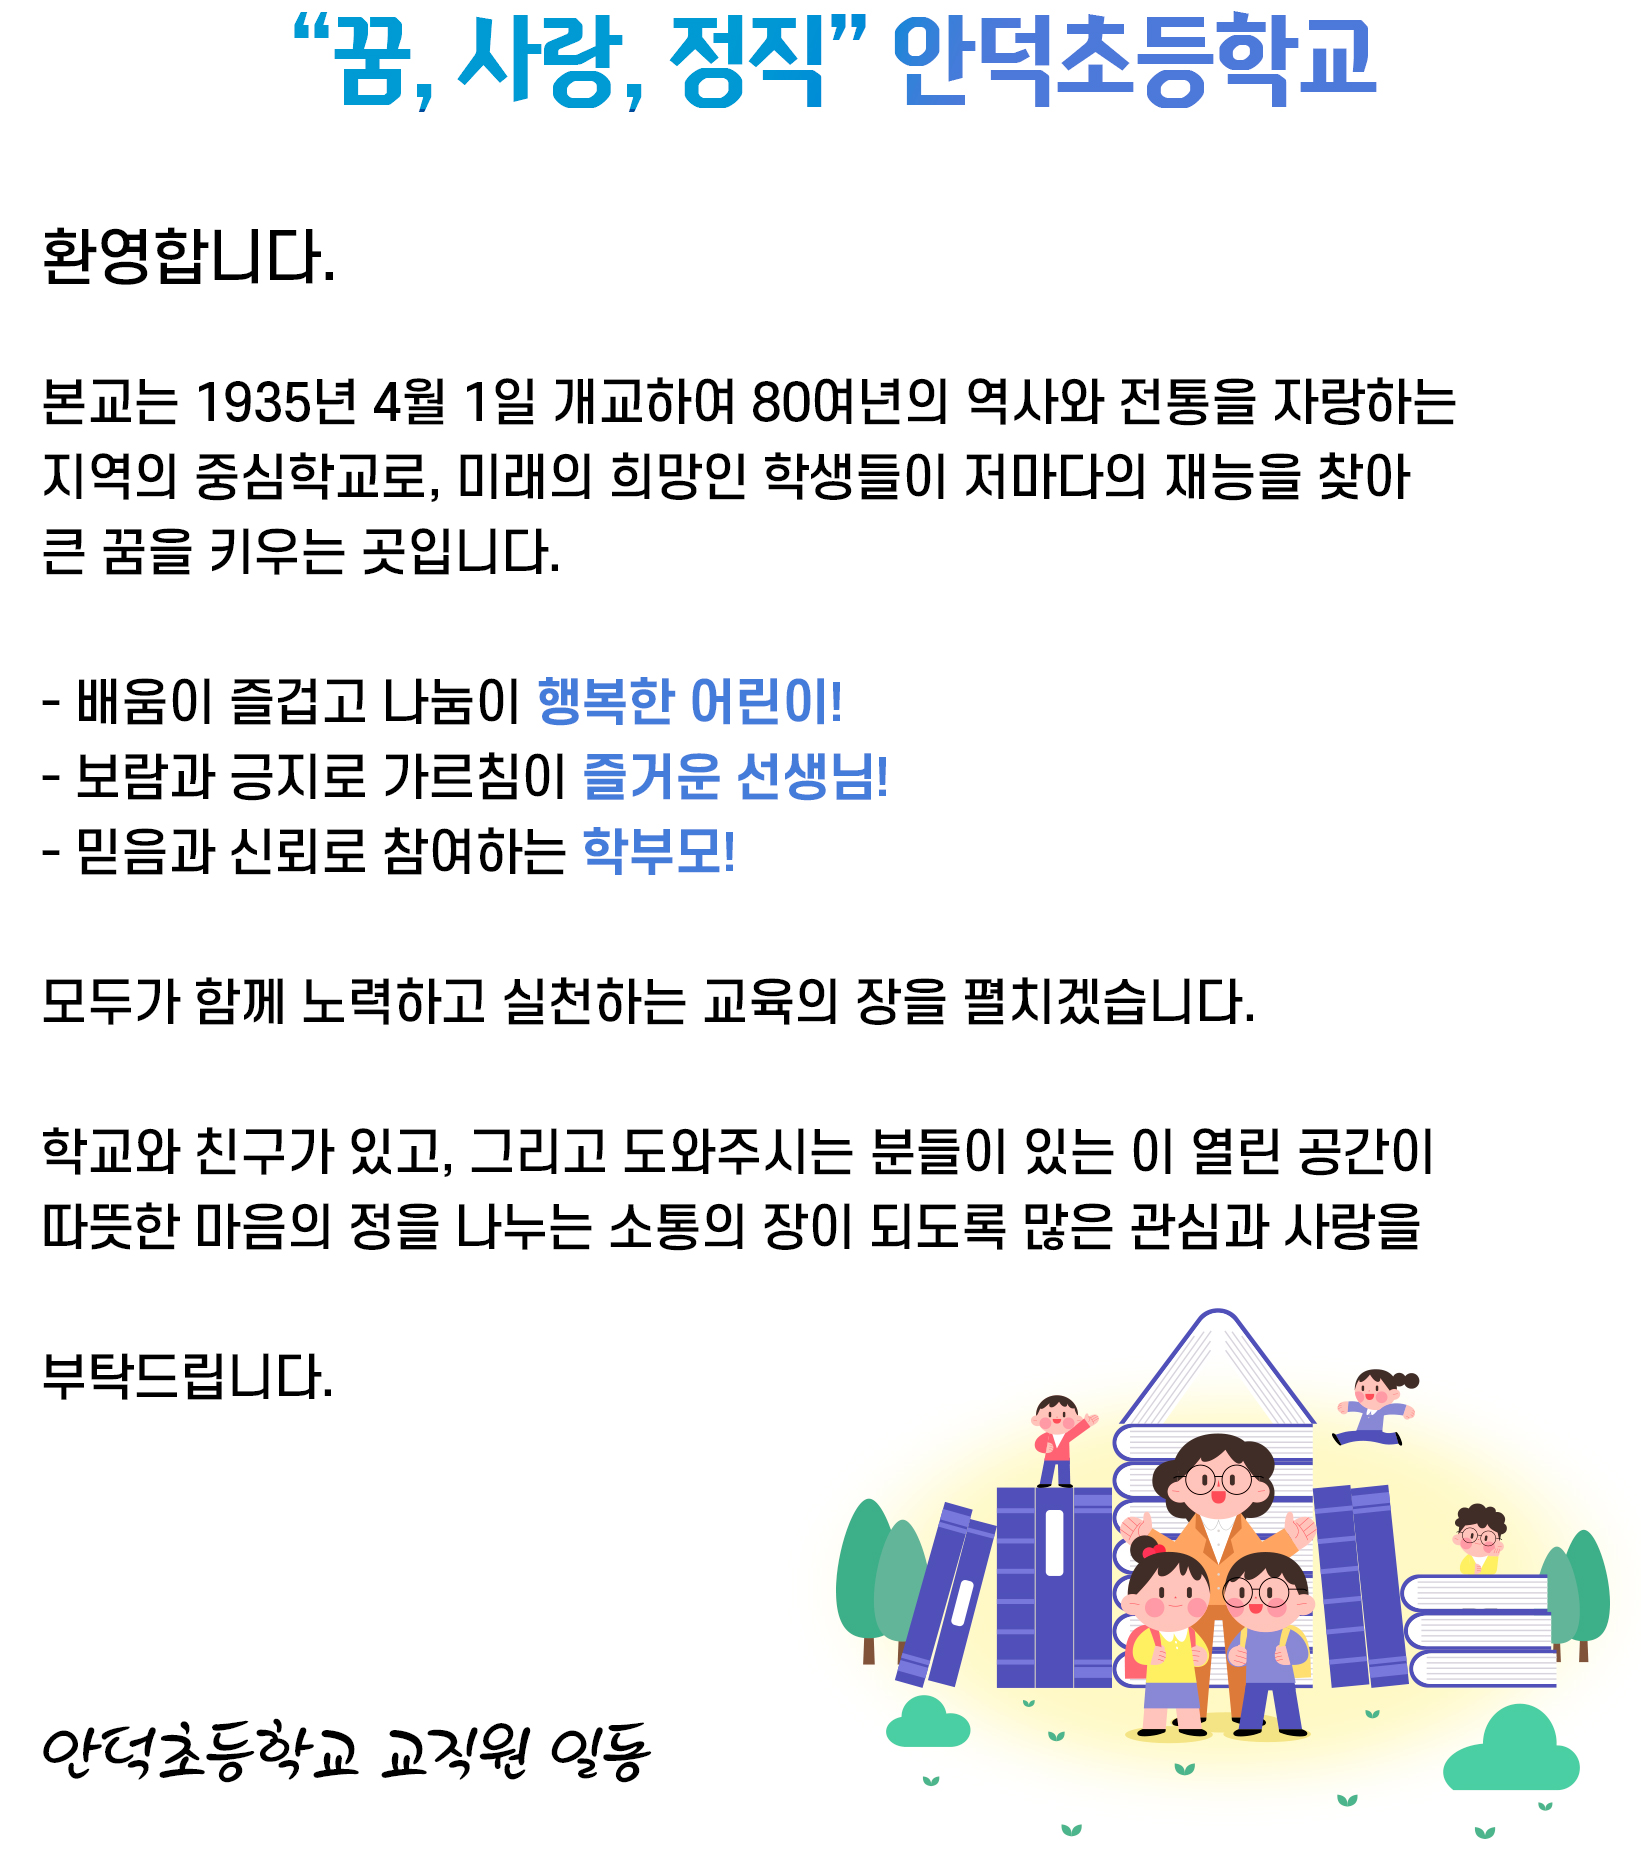 “꿈, 사랑, 정직” 안덕초등학교
환영합니다.
본교는 1935년 4월 1일 개교하여 80여년의 역사와 전통을 자랑하는
지역의 중심학교로, 미래의 희망인 학생들이 저마다의 재능을 찾아
큰 꿈을 키우는 곳입니다.
- 배움이 즐겁고 나눔이 행복한 어린이!
- 보람과 긍지로 가르침이 즐거운 선생님!
- 믿음과 신뢰로 참여하는 학부모!
모두가 함께 노력하고 실천하는 교육의 장을 펼치겠습니다.
학교와 친구가 있고, 그리고 도와주시는 분들이 있는 이 열린 공간이
따뜻한 마음의 정을 나누는 소통의 장이 되도록 많은 관심과 사랑을
부탁드립니다.
안덕초등학교 교직원 일동